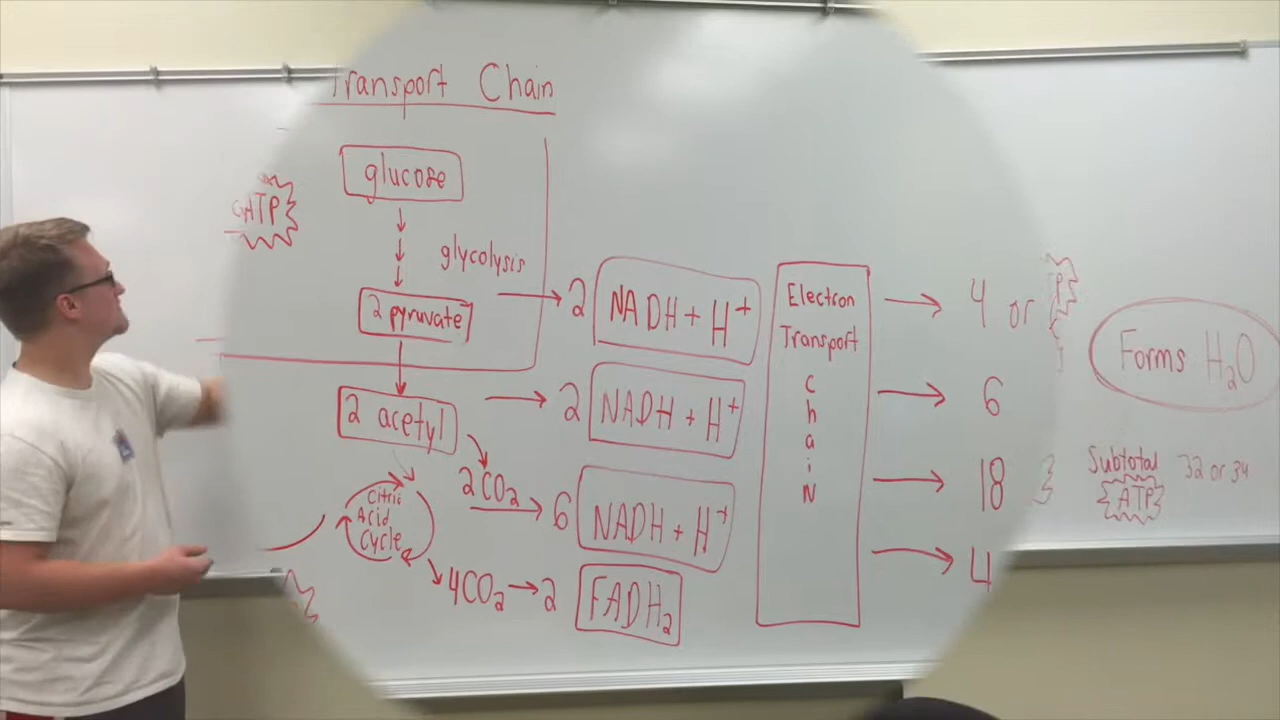 Transport Chain
glucose
ATP
glycolysis
2 pyruvate
2 NADH + H+
2 acetyl
2 NADH + H+
2CO2
6 NADH + H+
Citric
Acid
Cycle
4CO2
2 FADH2
Electron
Transport
Chain
4 or
6
18
4
Forms H2O
Subtotal 32 or 34
ATP